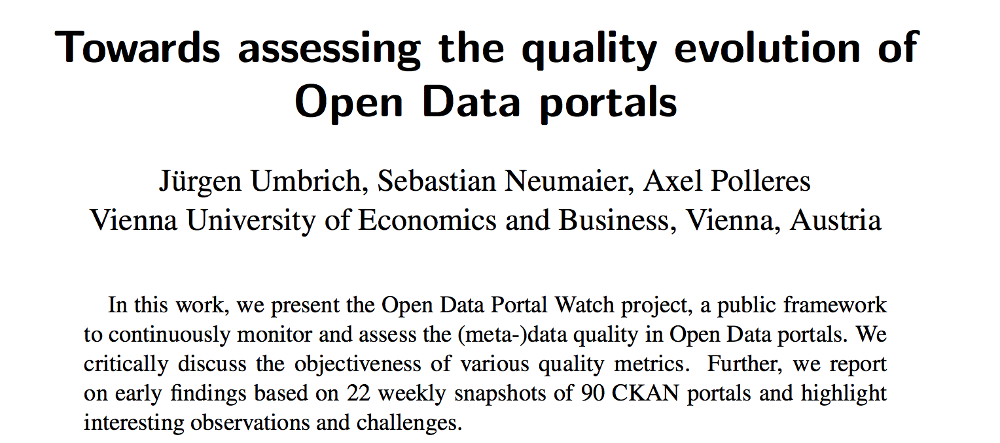 Towards assessing the quality evolution of
Open Data portals
Jürgen Umbrich, Sebastian Neumaier, Axel Polleres
Vienna University of Economics and Business, Vienna, Austria
In this work, we present the Open Data Portal Watch project, a public framework
to continuously monitor and assess the (meta-)data quality in Open Data portals. We
critically discuss the objectiveness of various quality metrics. Further, we report
on early findings based on 22 weekly snapshots of 90 CKAN portals and highlight
interesting observations and challenges.